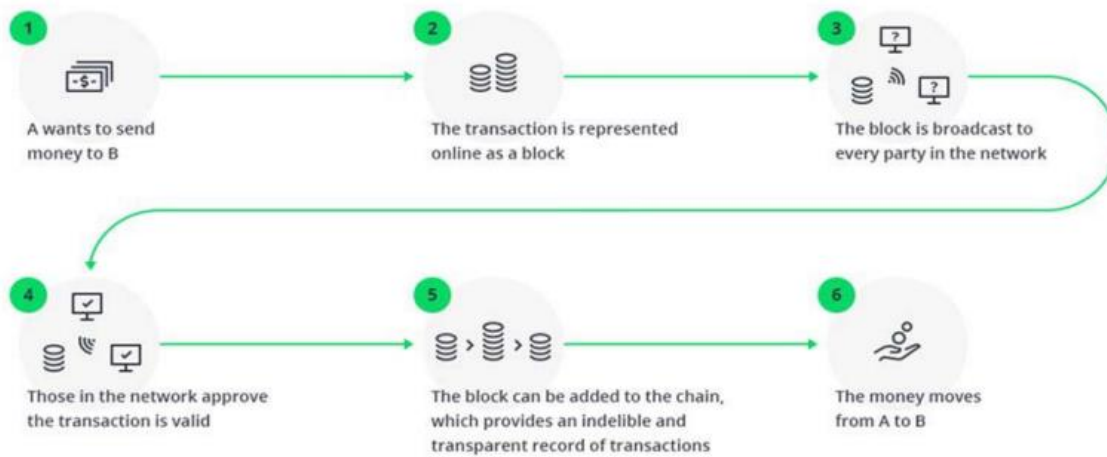 1
A wants to send
money to B
2
The transaction is represented
online as a block
3
?
?
The block is broadcast to
every party in the network
4
Those in the network approve
the transaction is valid
5
The block can be added to the chain,
which provides an indelible and
transparent record of transactions
6
The money moves
from A to B
-$-